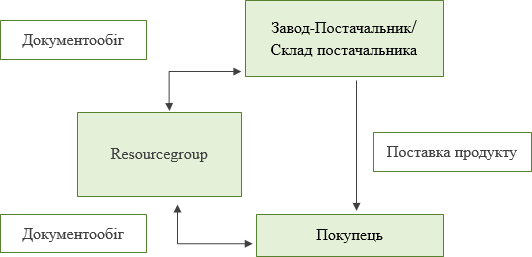 Документообіг
Завод-Постачальник/
Склад постачальника
Resourcegroup
Поставка продукту
Документообіг
Покупець